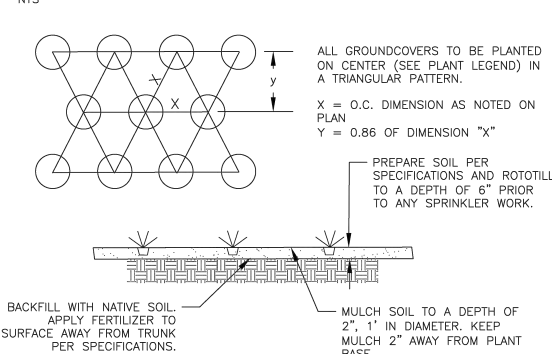 NTS
ALL GROUNDCOVERS TO BE PLANTED
ON CENTER (SEE PLANT LEGEND) IN
A TRIANGULAR PATTERN.
X
y
X
X = O.C. DIMENSION AS NOTED ON
PLAN
Y = 0.86 OF DIMENSION "X"
PREPARE SOIL PER
SPECIFICATIONS AND ROTOTILL
TO A DEPTH OF 6" PRIOR
TO ANY SPRINKLER WORK.
BACKFILL WITH NATIVE SOIL.
APPLY FERTILIZER TO
SURFACE AWAY FROM TRUNK
PER SPECIFICATIONS.
MULCH SOIL TO A DEPTH OF
2", 1' IN DIAMETER. KEEP
MULCH 2" AWAY FROM PLANT
BASE